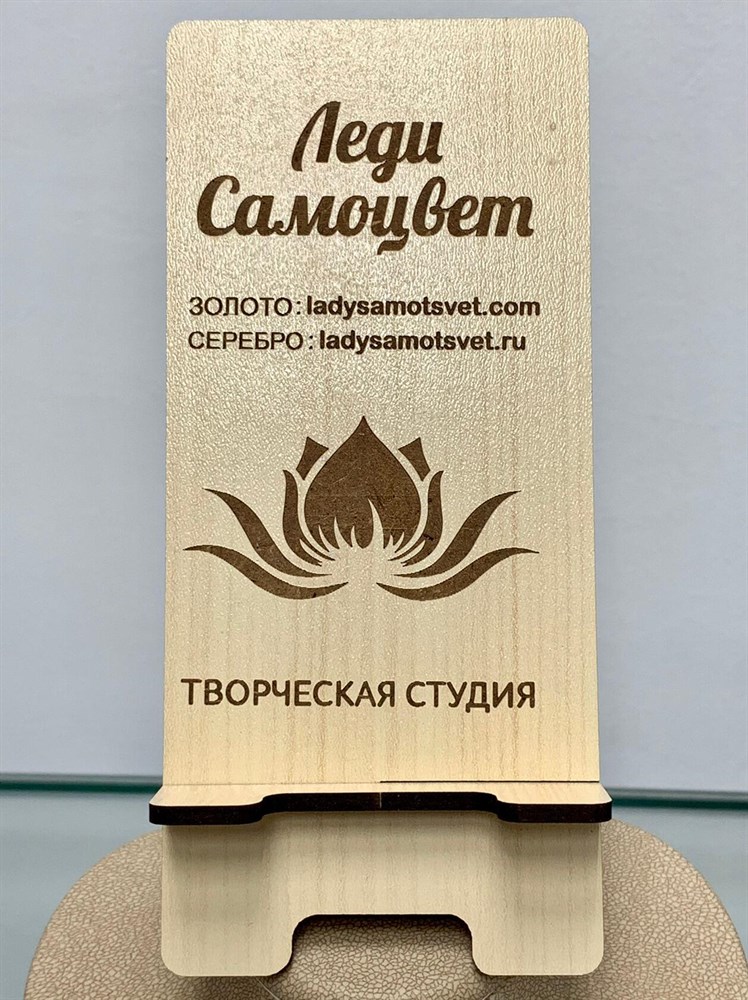 Леди
Самоцвет
ЗОЛОТО: ladysamotsvet.com
СЕРЕБРО: ladysamotsvet.ru
ТВОРЧЕСКАЯ СТУДИЯ